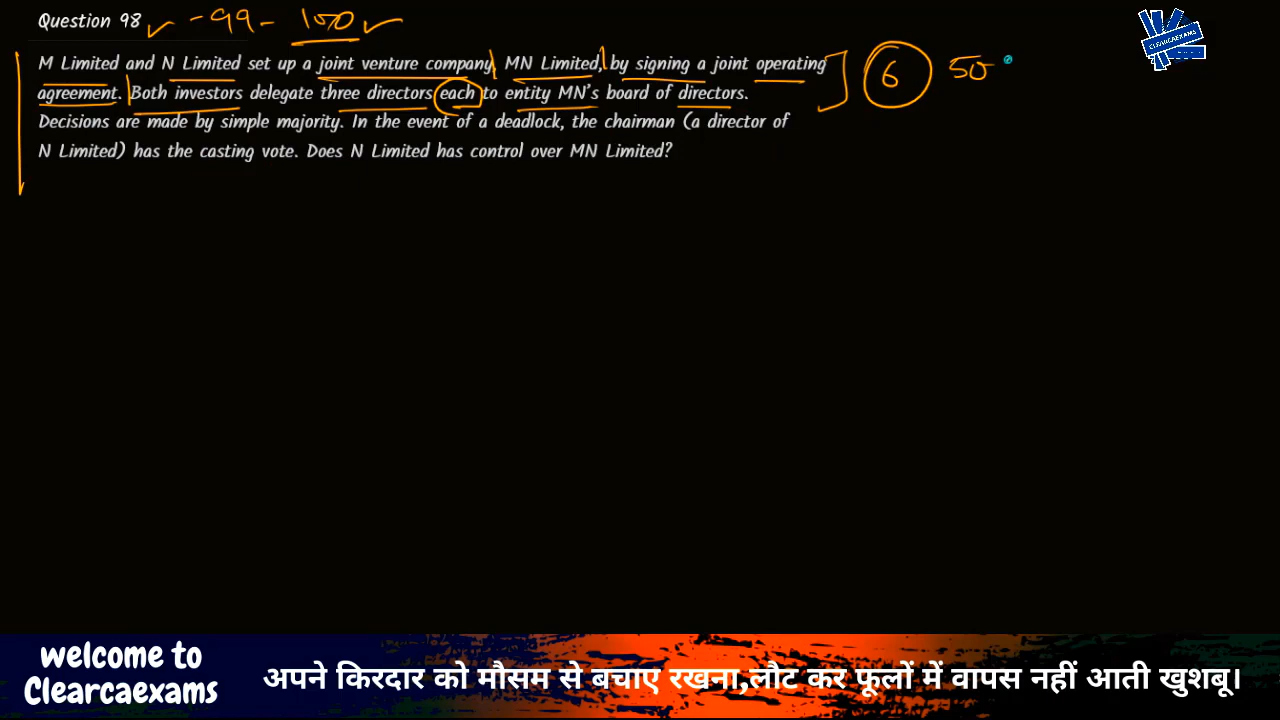 Question 98 ✓ - 99 - 100 ✓
M Limited and N Limited set up a joint venture company, MN Limited, by signing a joint operating
agreement. Both investors delegate three directors each to entity MN's board of directors.
6 50
Decisions are made by simple majority. In the event of a deadlock, the chairman (a director of
N Limited) has the casting vote. Does N Limited has control over MN Limited?
CLEARCAEXAMS
welcome to
Clearcaexams
अपने किरदार को मौसम से बचाए रखना,लौट कर फूलों में वापस नहीं आती खुशबू।